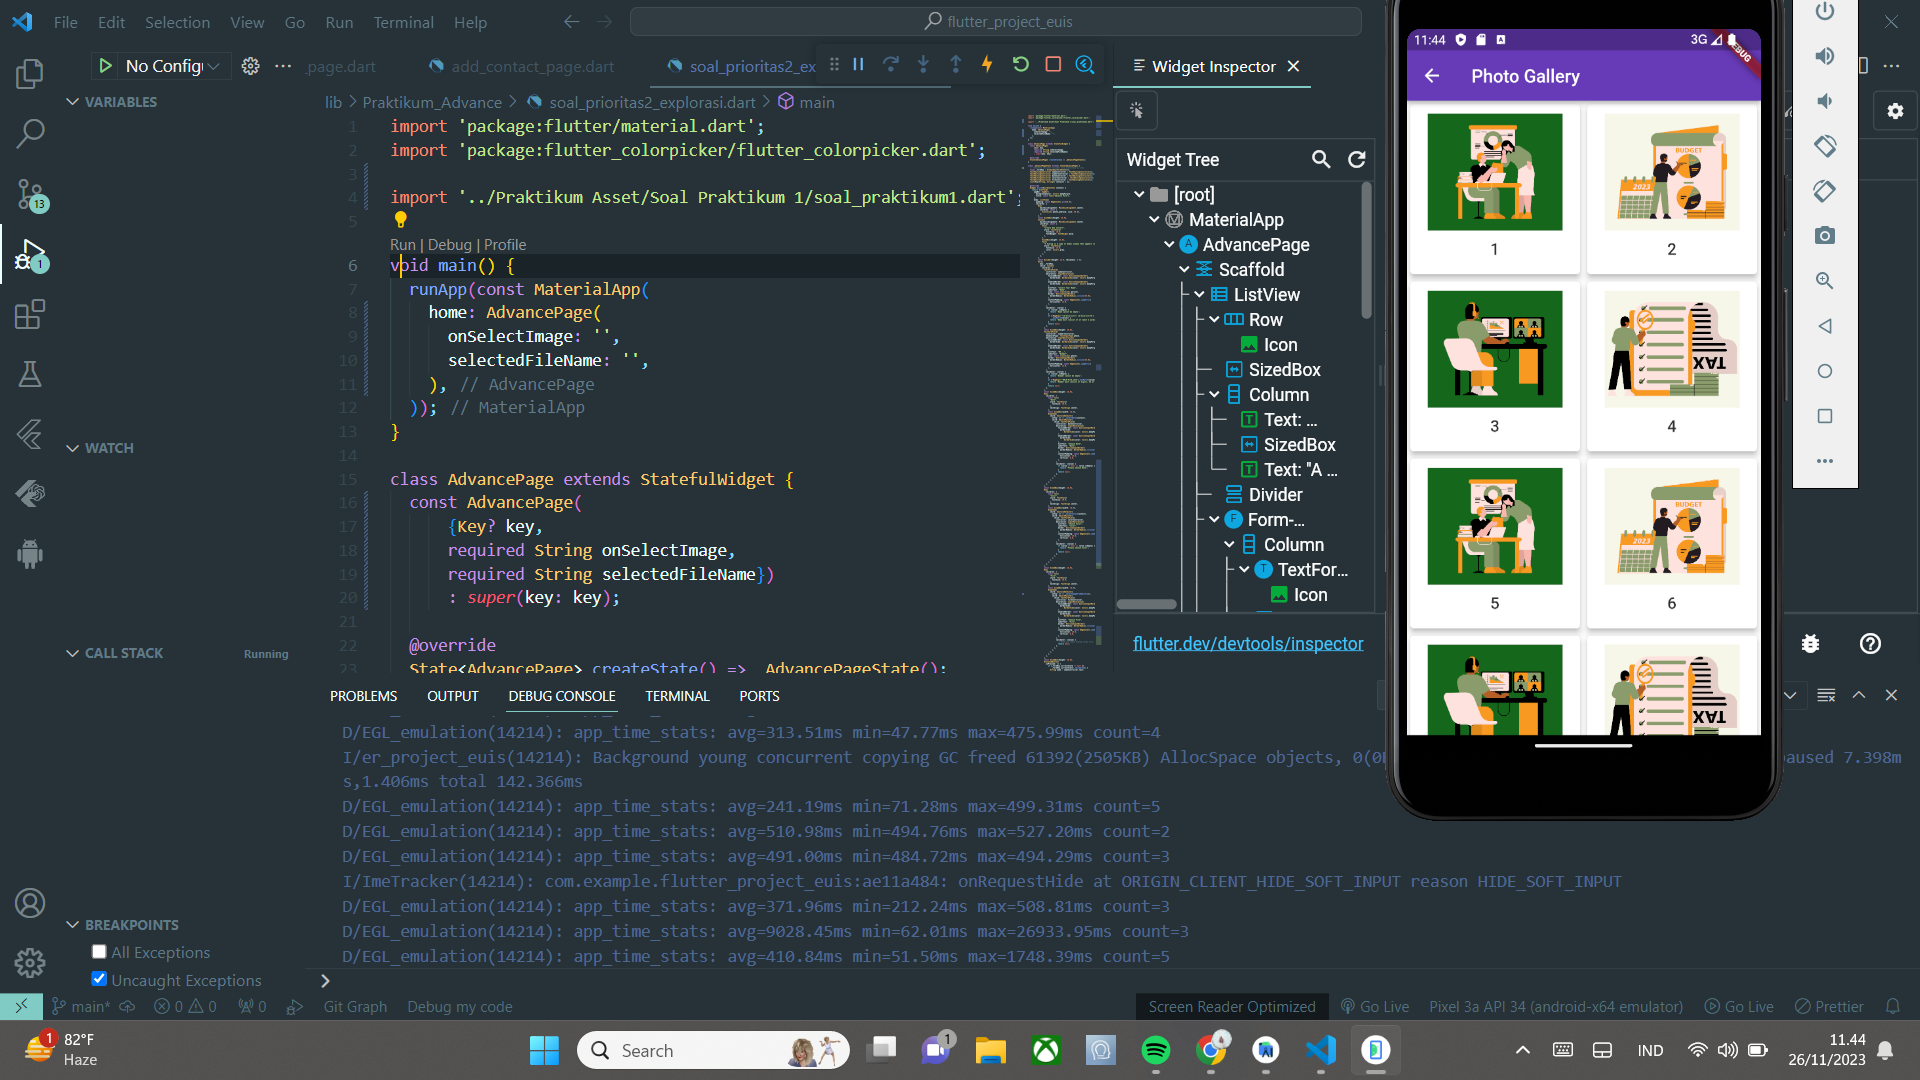 File Edit Selection View Go Run Terminal Help
flutter_project_euis
No Config
page.dart
add_contact_page.dart
soal_prioritas2_ex
Widget Inspector
VARIABLES
lib > Praktikum_Advance > soal_prioritas2_explorasi.dart > main
1 import 'package:flutter/material.dart';
2 import 'package:flutter_colorpicker/flutter_colorpicker.dart';
3
4 import '../Praktikum Asset/Soal Praktikum 1/soal_praktikum1.dart';
5
Run | Debug | Profile
6 void main() {
7 runApp(const MaterialApp(
8 home: AdvancePage(
9 onSelectImage: '',
10 selectedFileName: '',
11 ), // AdvancePage
12 )); // MaterialApp
13 }
14
15 class AdvancePage extends StatefulWidget {
16 const AdvancePage(
17 {Key? key,
18 required String onSelectImage,
19 required String selectedFileName})
20 : super(key: key);
21
22 @override
23 State<AdvancePage> createState() => _AdvancePageState();
Widget Tree
[root]
MaterialApp
A AdvancePage
Scaffold
ListView
Row
Icon
SizedBox
Column
T Text: ...
SizedBox
T Text: "A ...
Divider
F Form-...
Column
T TextFor...
Icon
flutter.dev/devtools/inspector
11:44
3G
DEBUG
Photo Gallery
BUDGET
2023
1
2
TAX
3
4
BUDGET
2023
5
6
TAX
13
1
WATCH
CALL STACK
Running
BREAKPOINTS
All Exceptions
Uncaught Exceptions
PROBLEMS OUTPUT DEBUG CONSOLE TERMINAL PORTS
D/EGL_emulation(14214): app_time_stats: avg=313.51ms min=47.77ms max=475.99ms count=4
I/er_project_euis(14214): Background young concurrent copying GC freed 61392(2505KB) AllocSpace objects, 0(0
aused 7.398m
s,1.406ms total 142.366ms
D/EGL_emulation(14214): app_time_stats: avg=241.19ms min=71.28ms max=499.31ms count=5
D/EGL_emulation(14214): app_time_stats: avg=510.98ms min=494.76ms max=527.20ms count=2
D/EGL_emulation(14214): app_time_stats: avg=491.00ms min=484.72ms max=494.29ms count=3
I/ImeTracker(14214): com.example.flutter_project_euis:ae11a484: onRequestHide at ORIGIN_CLIENT_HIDE_SOFT_INPUT reason HIDE_SOFT_INPUT
D/EGL_emulation(14214): app_time_stats: avg=371.96ms min=212.24ms max=508.81ms count=3
D/EGL_emulation(14214): app_time_stats: avg=9028.45ms min=62.01ms max=26933.95ms count=3
D/EGL_emulation(14214): app_time_stats: avg=410.84ms min=51.50ms max=1748.39ms count=5
main* 0 0 0 Git Graph Debug my code
Screen Reader Optimized Go Live Pixel 3a API 34 (android-x64 emulator) Go Live Prettier
1
82°F
Haze
Search
1
IND
11.44
26/11/2023